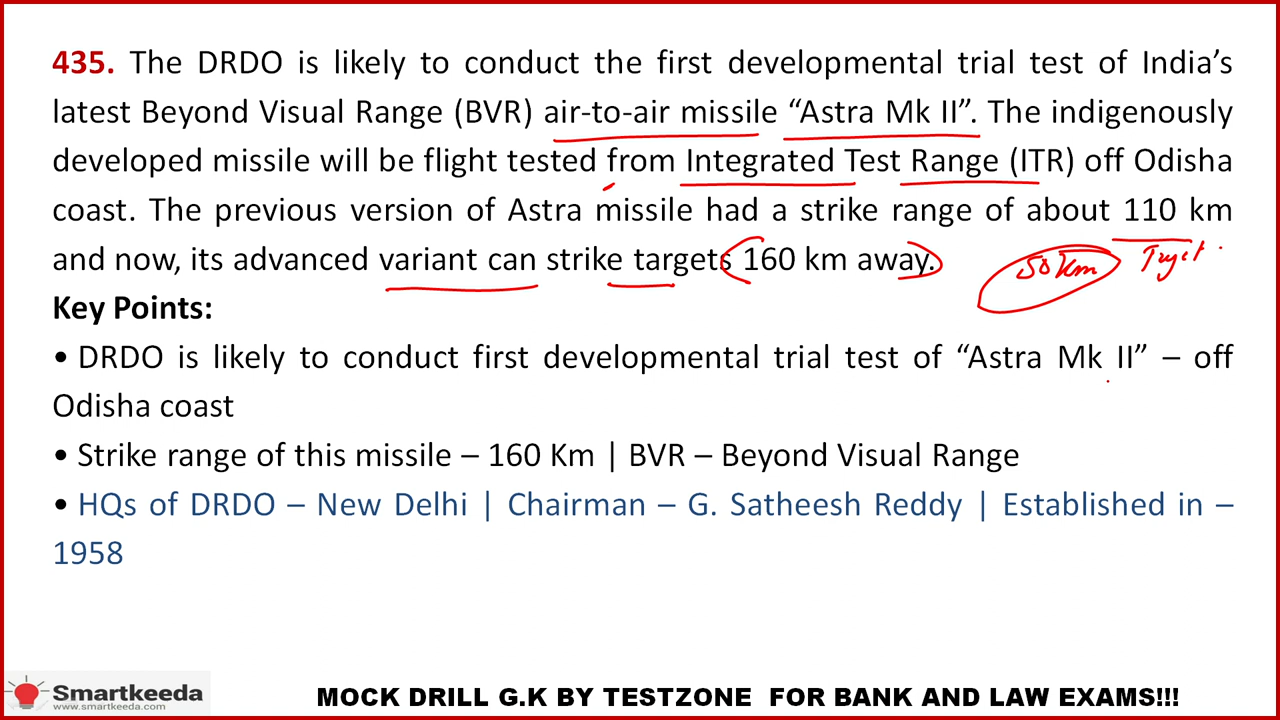 435. The DRDO is likely to conduct the first developmental trial test of India’s
latest Beyond Visual Range (BVR) air-to-air missile “Astra Mk II”. The indigenously
developed missile will be flight tested from Integrated Test Range (ITR) off Odisha
coast. The previous version of Astra missile had a strike range of about 110 km
and now, its advanced variant can strike targets 160 km away.
50 km
Key Points:
• DRDO is likely to conduct first developmental trial test of “Astra Mk II” – off
Odisha coast
• Strike range of this missile – 160 Km | BVR – Beyond Visual Range
• HQs of DRDO – New Delhi | Chairman – G. Satheesh Reddy | Established in –
1958
Smartkeeda
www.smartkeeda.com
MOCK DRILL G.K BY TESTZONE FOR BANK AND LAW EXAMS!!!